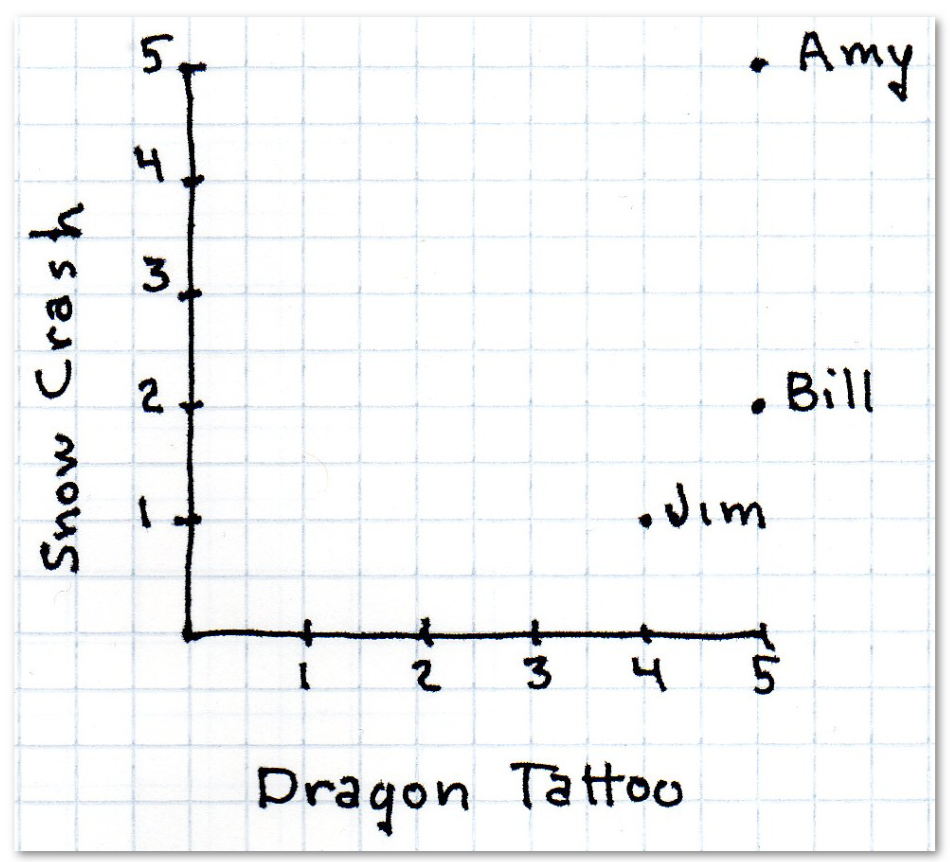 5 Amy
4
3
2 Bill
1 Jim
Snow Crash
1 2 3 4 5
Dragon Tattoo